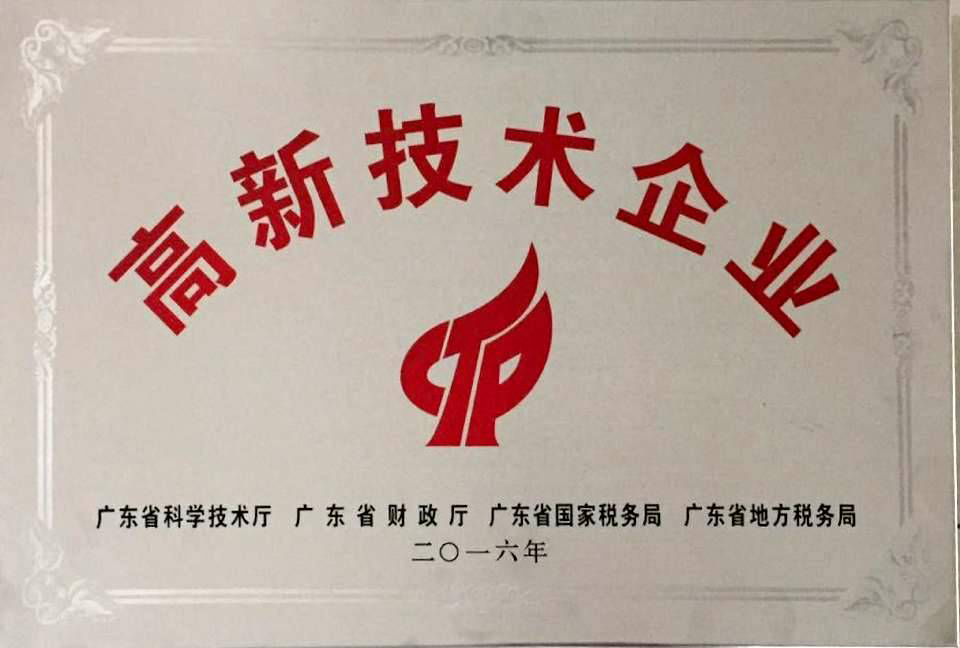 高新技术企业
广东省科学技术厅 广东省财政厅 广东省国家税务局 广东省地方税务局
二〇一六年